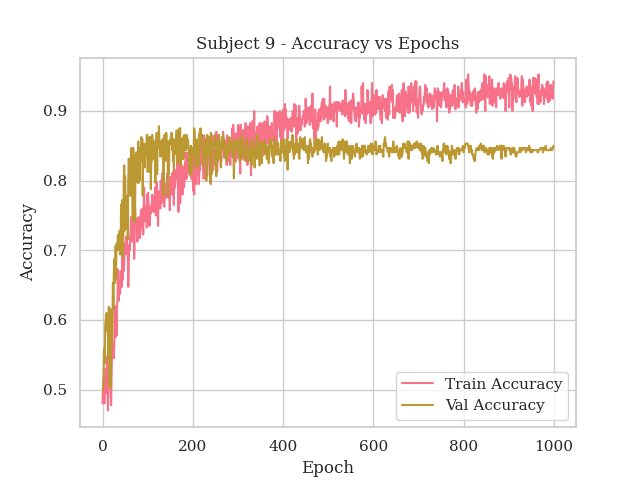 Subject 9 - Accuracy vs Epochs
0.9
0.8
0.7
0.6
0.5
Accuracy
0 200 400 600 800 1000
Epoch
Train Accuracy
Val Accuracy